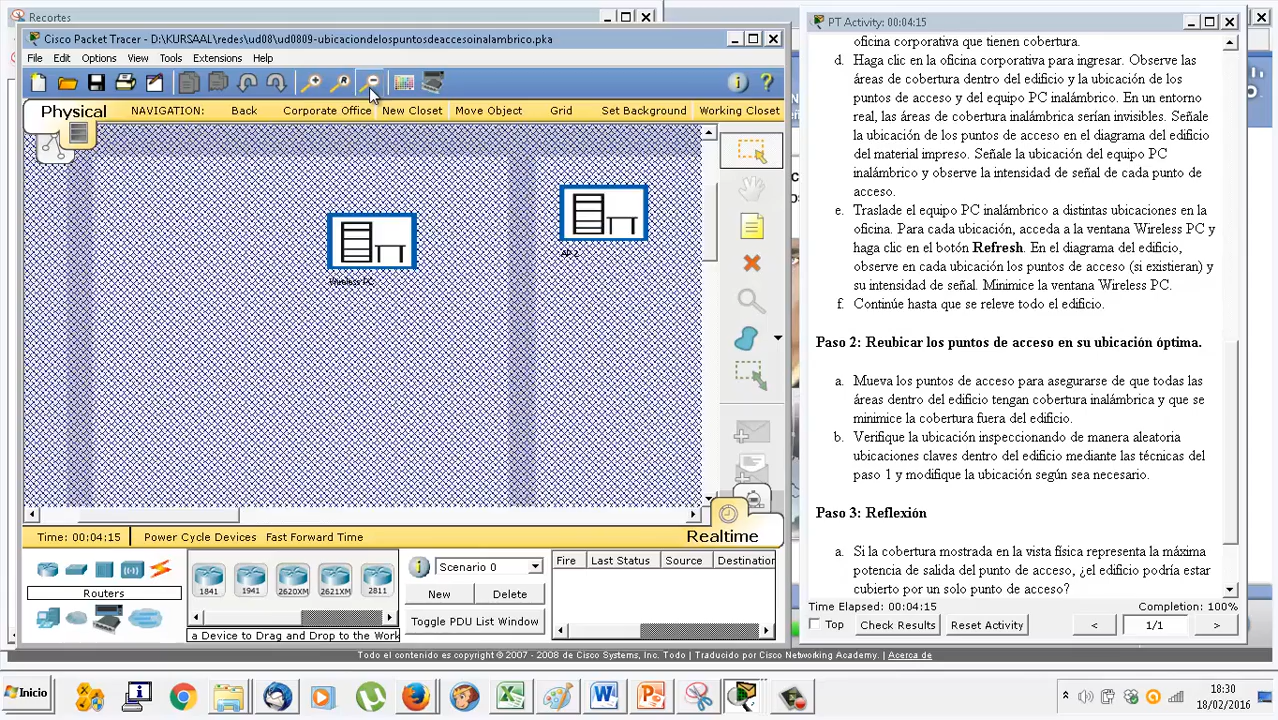 Recortes
Cisco Packet Tracer - D:\KURSAAL\redes\ud08\ud0809-ubicaciondelospuntosdeaccesoinalambrico.pka
File Edit Options View Tools Extensions Help
Physical
NAVIGATION: Back Corporate Office New Closet Move Object Grid Set Background Working Closet
Wireless PC
AP 2
Realtime
Time: 00:04:15 Power Cycle Devices Fast Forward Time
Routers
1841 1941 2620XM 2621XM 2811
a Device to Drag and Drop to the Work
Scenario 0
New Delete
Toggle PDU List Window
Fire Last Status Source Destination
PT Activity: 00:04:15
oficina corporativa que tienen cobertura.
d. Haga clic en la oficina corporativa para ingresar. Observe las
áreas de cobertura dentro del edificio y la ubicación de los
puntos de acceso y del equipo PC inalámbrico. En un entorno
real, las áreas de cobertura inalámbrica serían invisibles. Señale
la ubicación de los puntos de acceso en el diagrama del edificio
del material impreso. Señale la ubicación del equipo PC
inalámbrico y observe la intensidad de señal de cada punto de
acceso.
e. Traslade el equipo PC inalámbrico a distintas ubicaciones en la
oficina. Para cada ubicación, acceda a la ventana Wireless PC y
haga clic en el botón Refresh. En el diagrama del edificio,
observe en cada ubicación los puntos de acceso (si existieran) y
su intensidad de señal. Minimice la ventana Wireless PC.
f. Continúe hasta que se releve todo el edificio.
Paso 2: Reubicar los puntos de acceso en su ubicación óptima.
a. Mueva los puntos de acceso para asegurarse de que todas las
áreas dentro del edificio tengan cobertura inalámbrica y que se
minimice la cobertura fuera del edificio.
b. Verifique la ubicación inspeccionando de manera aleatoria
ubicaciones claves dentro del edificio mediante las técnicas del
paso 1 y modifique la ubicación según sea necesario.
Paso 3: Reflexión
a. Si la cobertura mostrada en la vista física representa la máxima
potencia de salida del punto de acceso, ¿el edificio podría estar
cubierto por un solo punto de acceso?
Time Elapsed: 00:04:15 Completion: 100%
Top Check Results Reset Activity < 1/1 >
Todo el contenido es copyright © 2007 - 2008 de Cisco Systems, Inc. Todo | Traducido por Cisco Networking Academy. | Acerca de
Inicio
18:30
18/02/2016